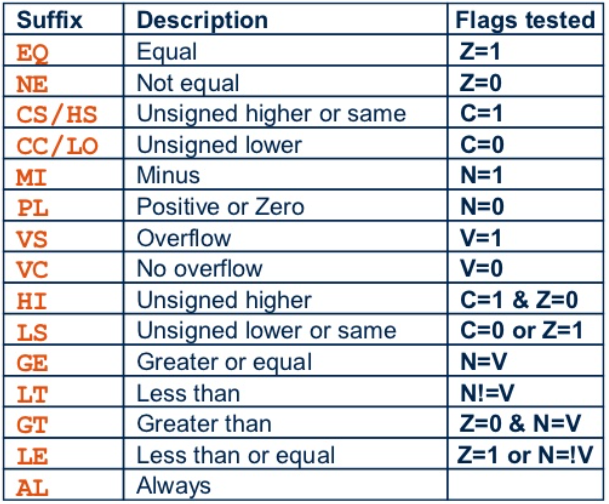 Suffix Description Flags tested
EQ Equal Z=1
NE Not equal Z=0
CS/HS Unsigned higher or same C=1
CC/LO Unsigned lower C=0
MI Minus N=1
PL Positive or Zero N=0
VS Overflow V=1
VC No overflow V=0
HI Unsigned higher C=1 & Z=0
LS Unsigned lower or same C=0 or Z=1
GE Greater or equal N=V
LT Less than N!=V
GT Greater than Z=0 & N=V
LE Less than or equal Z=1 or N=!V
AL Always